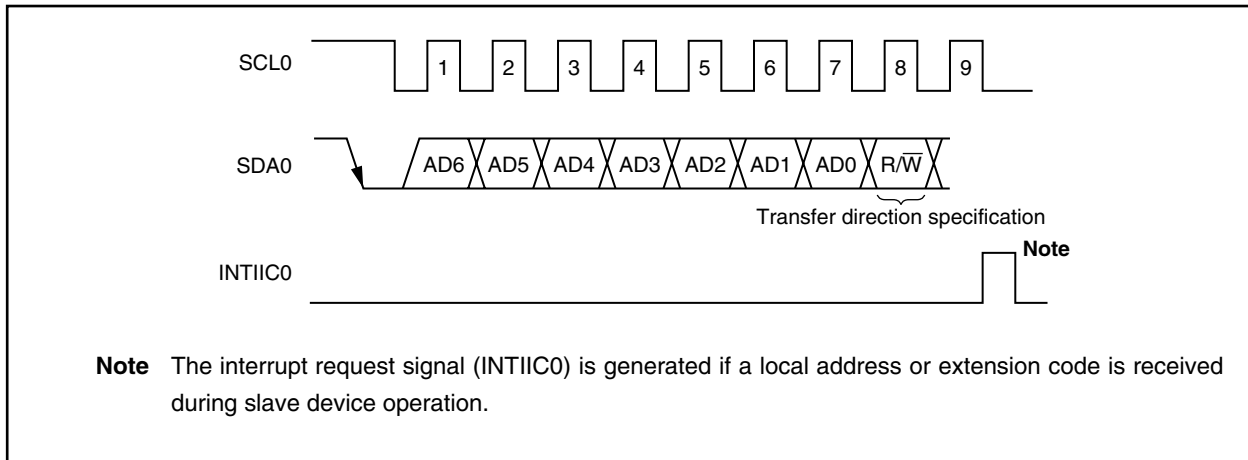 SCL0
1 2 3 4 5 6 7 8 9
SDA0
AD6 AD5 AD4 AD3 AD2 AD1 AD0 R/W̅
Transfer direction specification
INTIIC0
Note
Note The interrupt request signal (INTIIC0) is generated if a local address or extension code is received
during slave device operation.